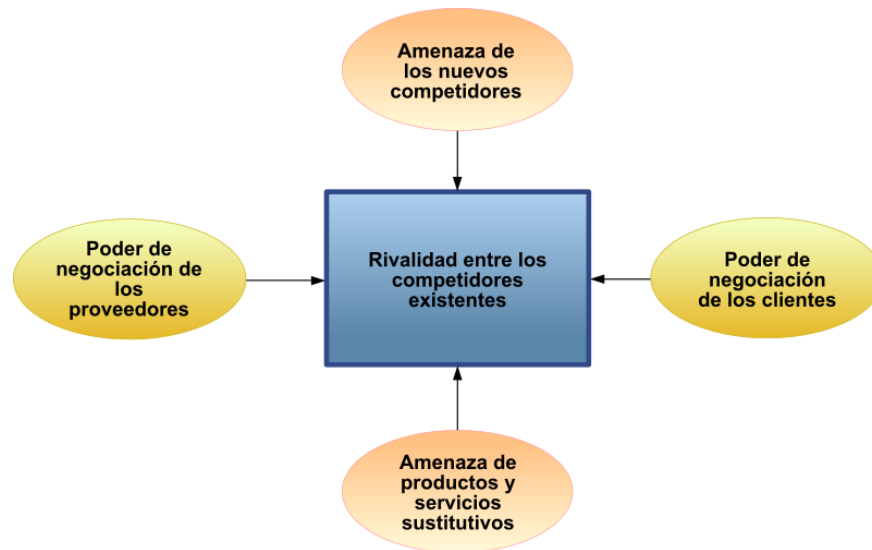 Amenaza de
los nuevos
competidores
Poder de
negociación de
los
proveedores
Rivalidad entre los
competidores
existentes
Poder de
negociación
de los clientes
Amenaza de
productos y
servicios
sustitutivos